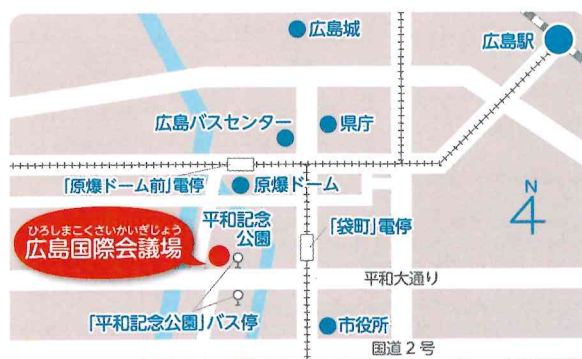 広島城
広島駅
広島バスセンター
県庁
「原爆ドーム前」電停
原爆ドーム
N
ひろしまこくさいかいぎじょう
広島国際会議場
平和記念
公園
「袋町」電停
平和大通り
「平和記念公園」バス停
市役所
国道2号